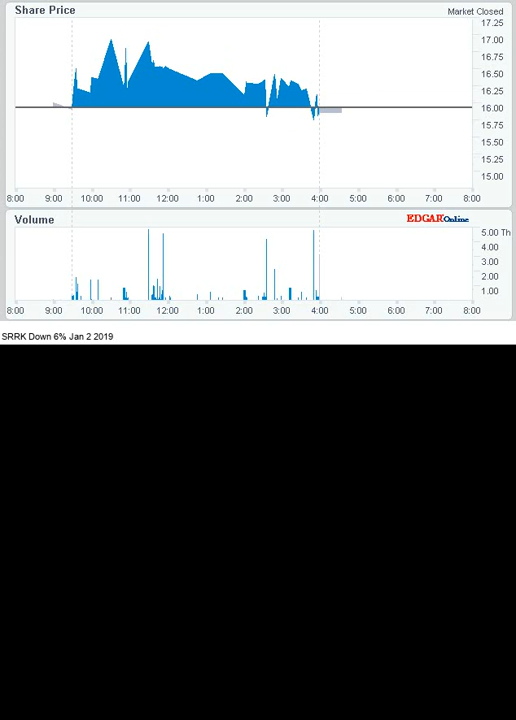 Share Price
Market Closed
17.25
17.00
16.75
16.50
16.25
16.00
15.75
15.50
15.25
15.00
8:00 9:00 10:00 11:00 12:00 1:00 2:00 3:00 4:00 5:00 6:00 7:00 8:00
Volume
EDGAR Online
5.00 Th
4.00
3.00
2.00
1.00
8:00 9:00 10:00 11:00 12:00 1:00 2:00 3:00 4:00 5:00 6:00 7:00 8:00
SRRK Down 6% Jan 2 2019